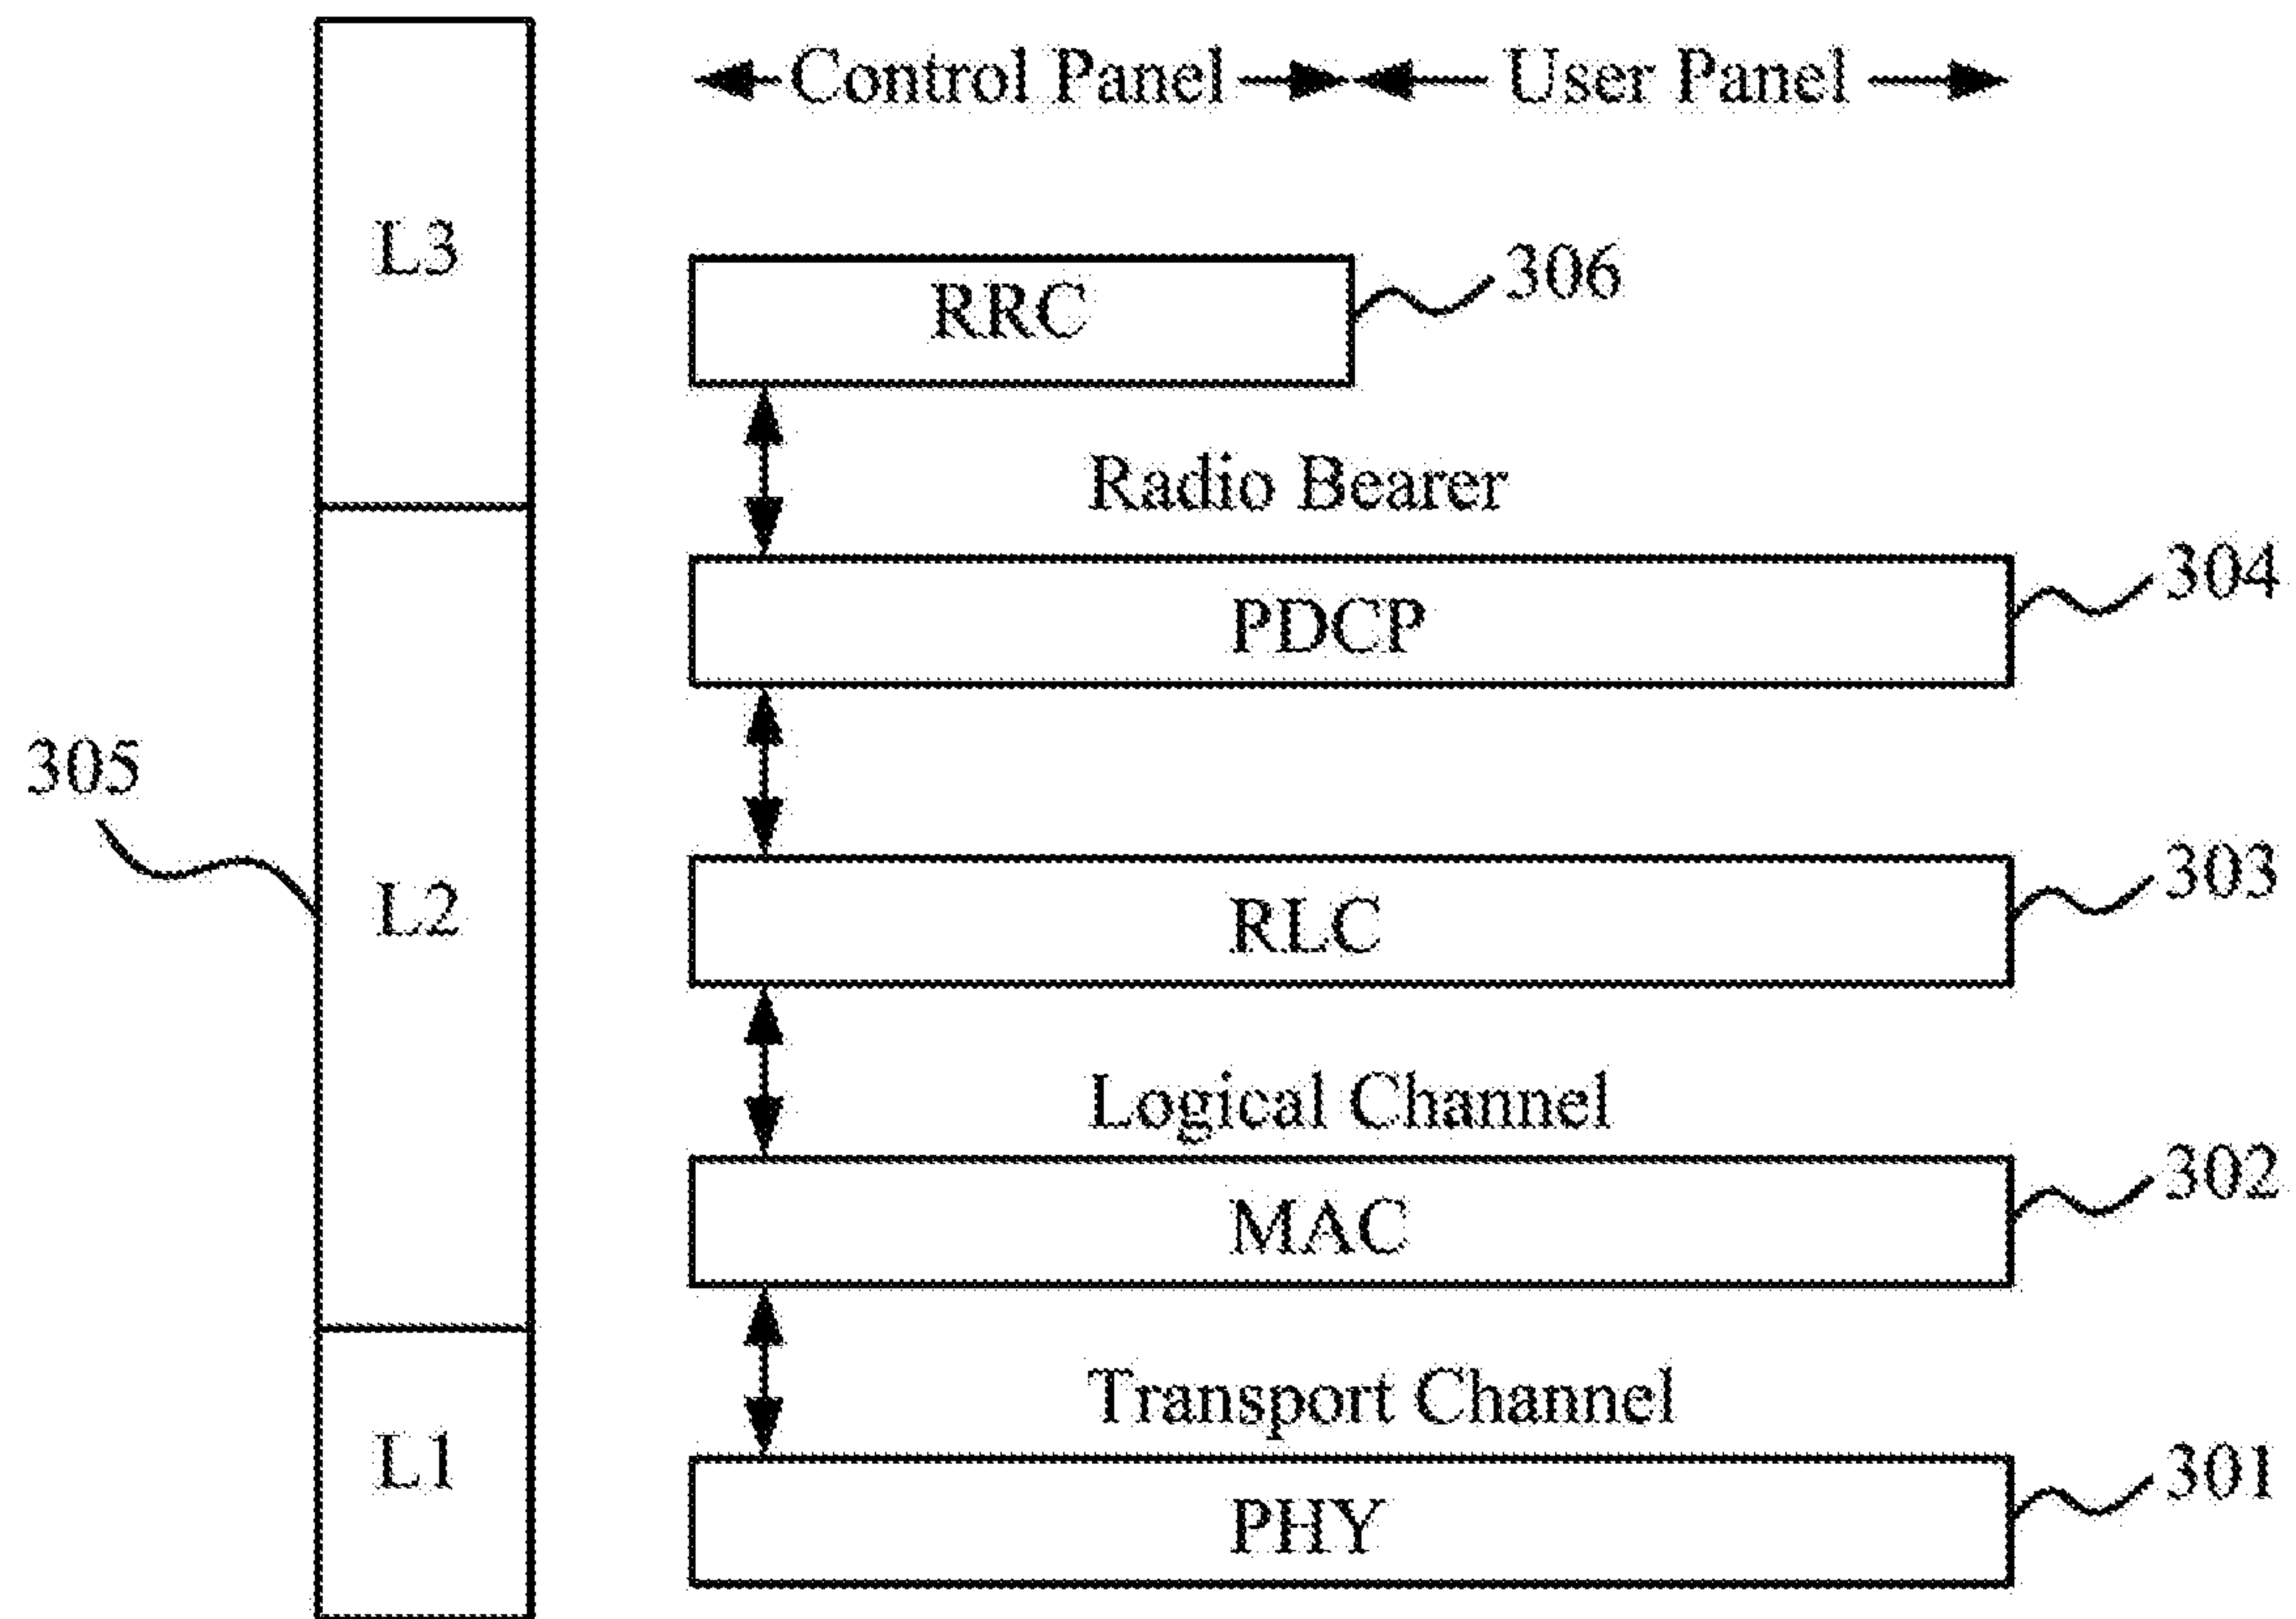 Control Panel User Panel
L3
RRC
306
Radio Bearer
PDCP
304
305
L2
RLC
303
Logical Channel
MAC
302
Transport Channel
L1
PHY
301